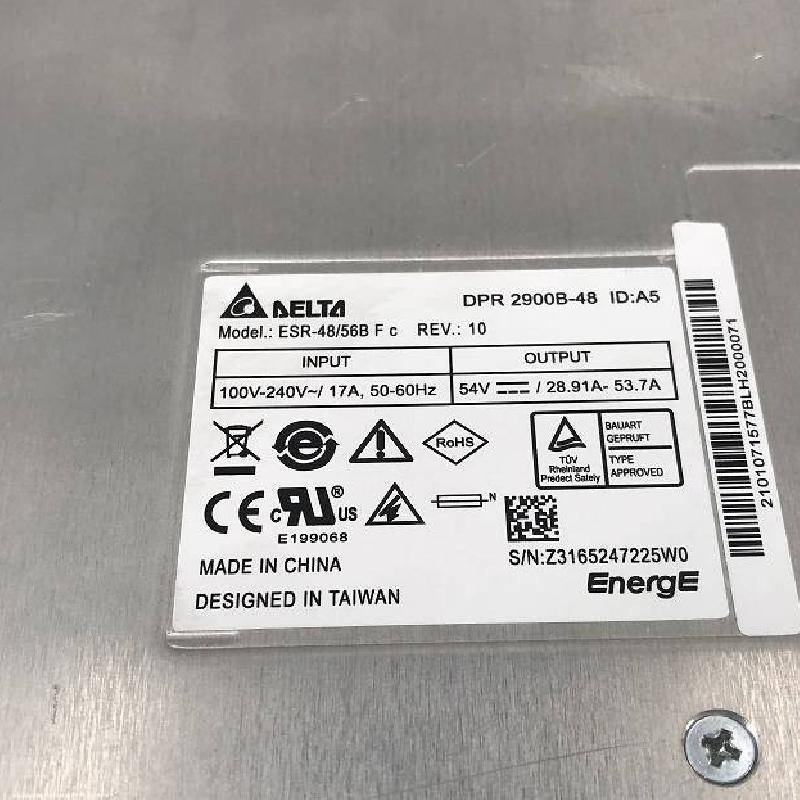 DELTA
DPR 2900B-48 ID:A5
Model.: ESR-48/56B F c REV.: 10
INPUT
OUTPUT
100V-240V~/ 17A, 50-60Hz
54V ⎓ / 28.91A- 53.7A
RoHS
TÜV
Rheinland
Product Safety
BAUART
GEPRUFT
TYPE
APPROVED
CE
c RU ® US
E199068
N
S/N:Z3165247225W0
MADE IN CHINA
EnergE
DESIGNED IN TAIWAN
2101071577BLH2000071